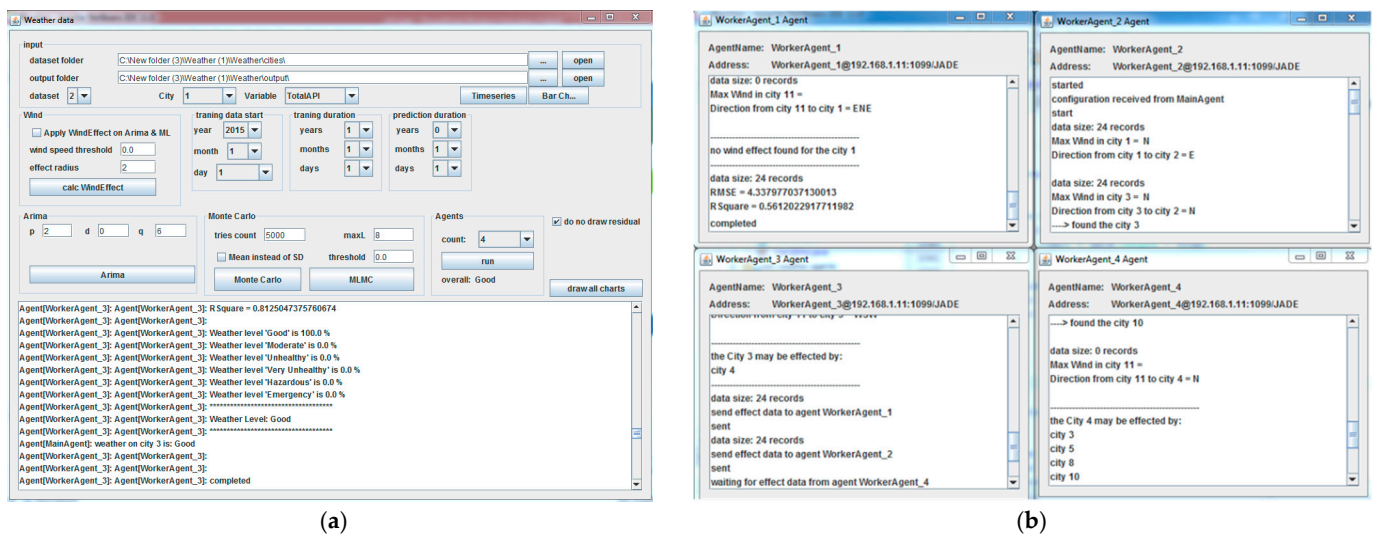 Weather data
input
dataset folder C:\New folder (3)\Weather (1)\Weather\cities\ ... open
output folder C:\New folder (3)\Weather (1)\Weather\output\ ... open
dataset 2 City 1 Variable TotalAPI Timeseries Bar Ch...
Wind
Apply WindEffect on Arima & ML
wind speed threshold 0.0
effect radius 2
calc WindEffect
traning data start
year 2015
month 1
day 1
traning duration
years 1
months 1
days 1
prediction duration
years 0
months 1
days 1
Arima
p 2 d 0 q 6
Arima
Monte Carlo
tries count 5000 maxL 8
Mean instead of SD threshold 0.0
Monte Carlo MLMC
Agents
count: 4
run
overall: Good
do no draw residual
draw all charts
Agent[WorkerAgent_3]: Agent[WorkerAgent_3]: R Square = 0.8125047375760674
Agent[WorkerAgent_3]: Agent[WorkerAgent_3]:
Agent[WorkerAgent_3]: Agent[WorkerAgent_3]: Weather level 'Good' is 100.0 %
Agent[WorkerAgent_3]: Agent[WorkerAgent_3]: Weather level 'Moderate' is 0.0 %
Agent[WorkerAgent_3]: Agent[WorkerAgent_3]: Weather level 'Unhealthy' is 0.0 %
Agent[WorkerAgent_3]: Agent[WorkerAgent_3]: Weather level 'Very Unhealthy' is 0.0 %
Agent[WorkerAgent_3]: Agent[WorkerAgent_3]: Weather level 'Hazardous' is 0.0 %
Agent[WorkerAgent_3]: Agent[WorkerAgent_3]: Weather level 'Emergency' is 0.0 %
Agent[WorkerAgent_3]: Agent[WorkerAgent_3]: ************************************
Agent[WorkerAgent_3]: Agent[WorkerAgent_3]: Weather Level: Good
Agent[WorkerAgent_3]: Agent[WorkerAgent_3]: ************************************
Agent[MainAgent]: weather on city 3 is: Good
Agent[WorkerAgent_3]: Agent[WorkerAgent_3]:
Agent[WorkerAgent_3]: Agent[WorkerAgent_3]:
Agent[WorkerAgent_3]: Agent[WorkerAgent_3]: completed
(a)
WorkerAgent_1 Agent
AgentName: WorkerAgent_1
Address: WorkerAgent_1@192.168.1.11:1099/JADE
data size: 0 records
Max Wind in city 11 =
Direction from city 11 to city 1 = ENE
------------------------------------------------
no wind effect found for the city 1
------------------------------------------------
data size: 24 records
RMSE = 4.337977037130013
R Square = 0.5612022917711982
completed
WorkerAgent_2 Agent
AgentName: WorkerAgent_2
Address: WorkerAgent_2@192.168.1.11:1099/JADE
started
configuration received from MainAgent
start
data size: 24 records
Max Wind in city 1 = N
Direction from city 1 to city 2 = E
data size: 24 records
Max Wind in city 3 = N
Direction from city 3 to city 2 = N
----> found the city 3
WorkerAgent_3 Agent
AgentName: WorkerAgent_3
Address: WorkerAgent_3@192.168.1.11:1099/JADE
Direction from city 11 to city 3 = WSW
------------------------------------------------
the City 3 may be effected by:
city 4
------------------------------------------------
data size: 24 records
send effect data to agent WorkerAgent_1
sent
data size: 24 records
send effect data to agent WorkerAgent_2
sent
waiting for effect data from agent WorkerAgent_4
WorkerAgent_4 Agent
AgentName: WorkerAgent_4
Address: WorkerAgent_4@192.168.1.11:1099/JADE
----> found the city 10
data size: 0 records
Max Wind in city 11 =
Direction from city 11 to city 4 = N
------------------------------------------------
the City 4 may be effected by:
city 3
city 5
city 8
city 10
(b)